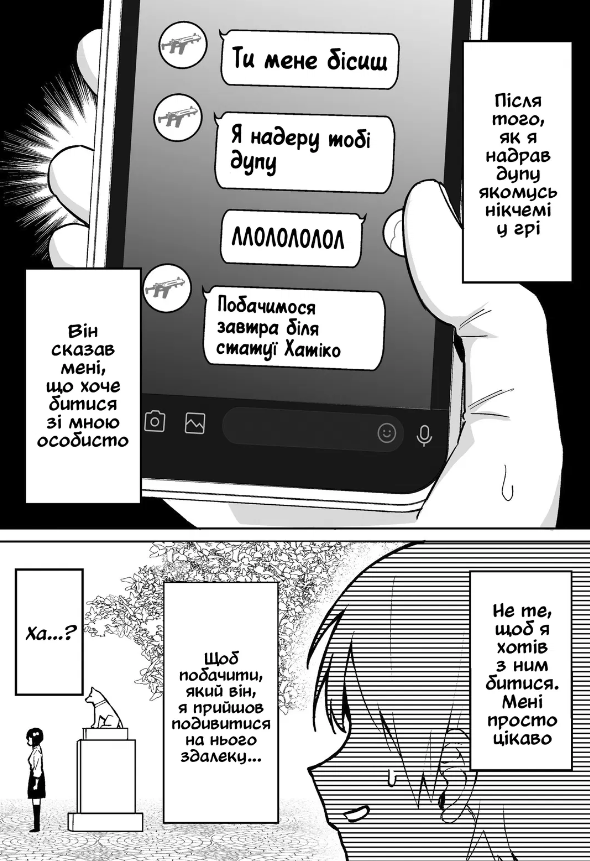 Після
того,
як я
надрав
дупу
якомусь
нікчемі
у грі
Ти мене бісиш
Я надеру тобі
дупу
ллолололол
Побачимося
завтра біля
статуї Хатіко
Він
сказав
мені,
що хоче
битися
зі мною
особисто
Не те,
щоб я
хотів
з ним
битися.
Мені
просто
цікаво
Щоб
побачити,
який він,
я прийшов
подивитися
на нього
здалеку...
Ха...?